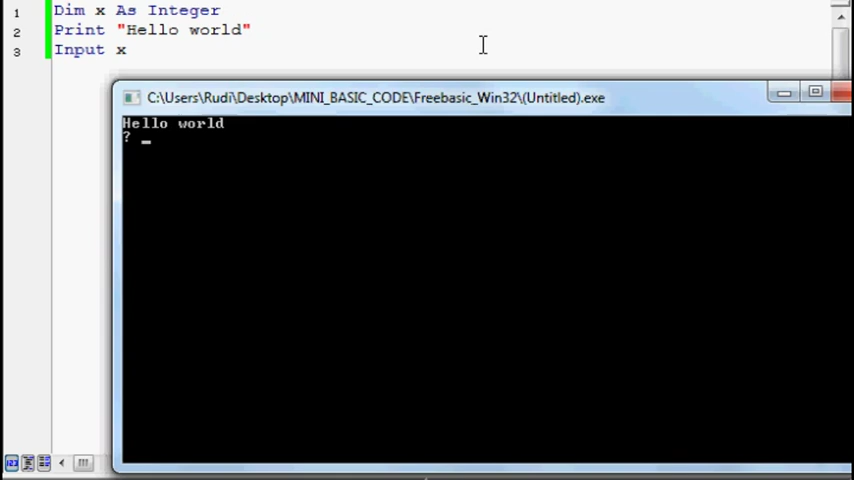 1 Dim x As Integer
2 Print "Hello world"
3 Input x
C:\Users\Rudi\Desktop\MINI_BASIC_CODE\Freebasic_Win32\(Untitled).exe
Hello world
? _